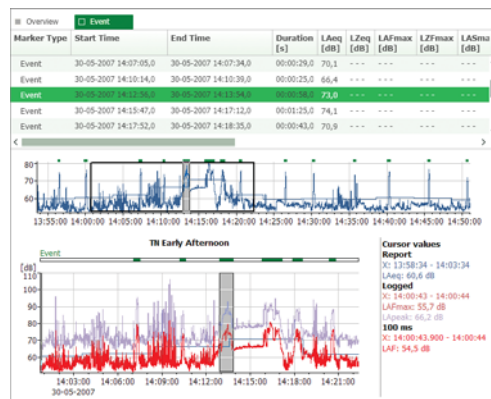 Overview Event
Marker Type Start Time End Time Duration [s] LAeq [dB] LZeq [dB] LAFmax [dB] LZFmax [dB] LASma [dB]
Event 30-05-2007 14:07:05,0 30-05-2007 14:07:34,0 00:00:29,0 70,1 --- --- --- ---
Event 30-05-2007 14:10:14,0 30-05-2007 14:10:39,0 00:00:25,0 66,4 --- --- --- ---
Event 30-05-2007 14:12:56,0 30-05-2007 14:13:54,0 00:00:58,0 73,0 --- --- --- ---
Event 30-05-2007 14:15:47,0 30-05-2007 14:17:12,0 00:01:25,0 74,1 --- --- --- ---
Event 30-05-2007 14:17:52,0 30-05-2007 14:18:35,0 00:00:43,0 70,9 --- --- --- ---
80
70
60
13:55:00 14:00:00 14:05:00 14:10:00 14:15:00 14:20:00 14:25:00 14:30:00 14:35:00 14:40:00 14:45:00 14:50:00
TN Early Afternoon
Event
[dB]
110
100
90
80
70
60
14:03:00 14:06:00 14:09:00 14:12:00 14:15:00 14:18:00 14:21:00
30-05-2007
Cursor values
Report
X: 13:58:34 - 14:03:34
LAeq: 60,6 dB
Logged
X: 14:00:43 - 14:00:44
LAFmax: 55,7 dB
LApeak: 66,2 dB
100 ms
X: 14:00:43.900 - 14:00:44
LAF: 54,5 dB